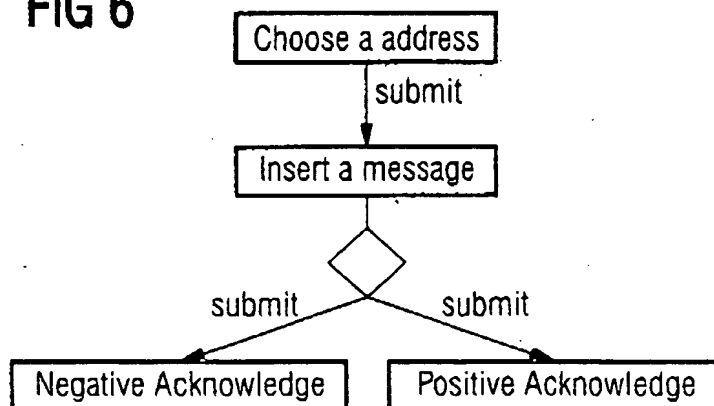 FIG 6
Choose a address
submit
Insert a message
submit
submit
Negative Acknowledge
Positive Acknowledge